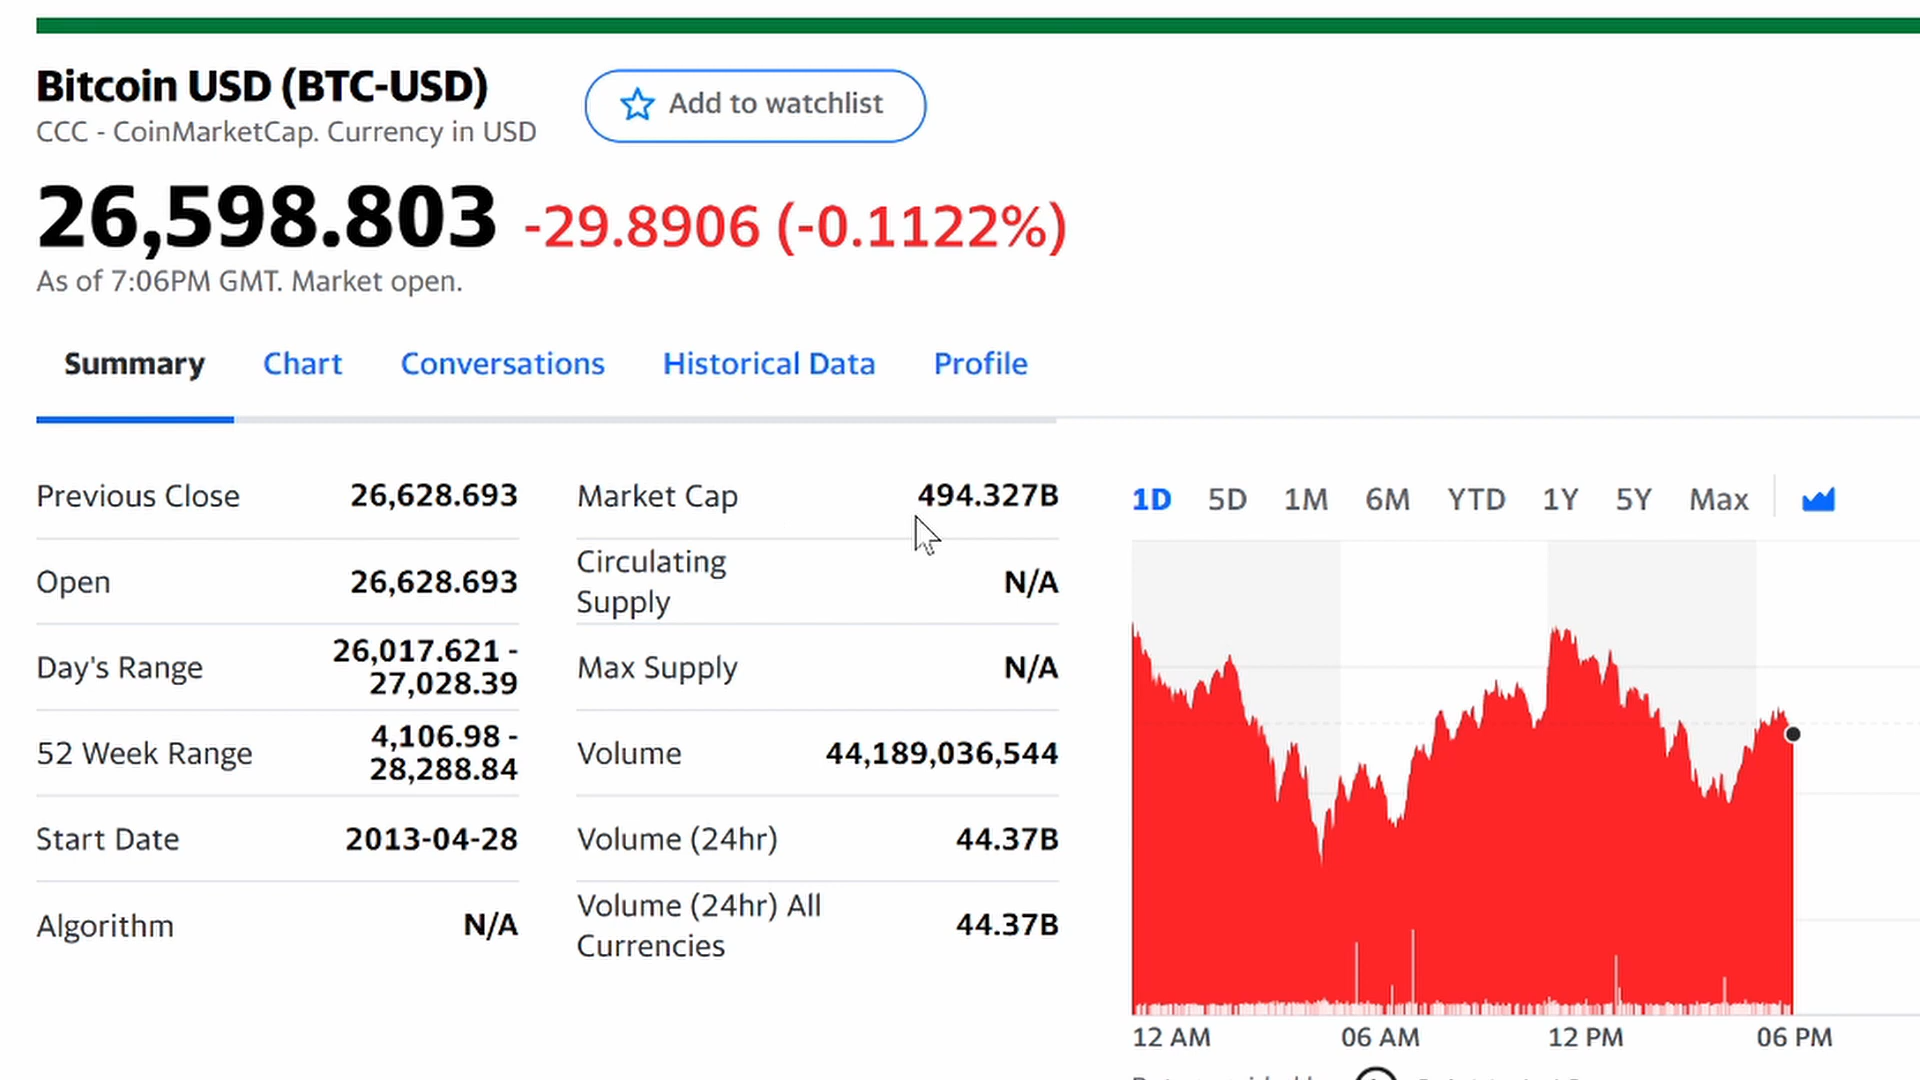 Bitcoin USD (BTC-USD)
Add to watchlist
CCC - CoinMarketCap. Currency in USD
26,598.803 -29.8906 (-0.1122%)
As of 7:06PM GMT. Market open.
Summary Chart Conversations Historical Data Profile
Previous Close 26,628.693
Open 26,628.693
Day's Range 26,017.621 -
27,028.39
52 Week Range 4,106.98 -
28,288.84
Start Date 2013-04-28
Algorithm N/A
Market Cap 494.327B
Circulating
Supply N/A
Max Supply N/A
Volume 44,189,036,544
Volume (24hr) 44.37B
Volume (24hr) All
Currencies 44.37B
1D 5D 1M 6M YTD 1Y 5Y Max
12 AM 06 AM 12 PM 06 PM